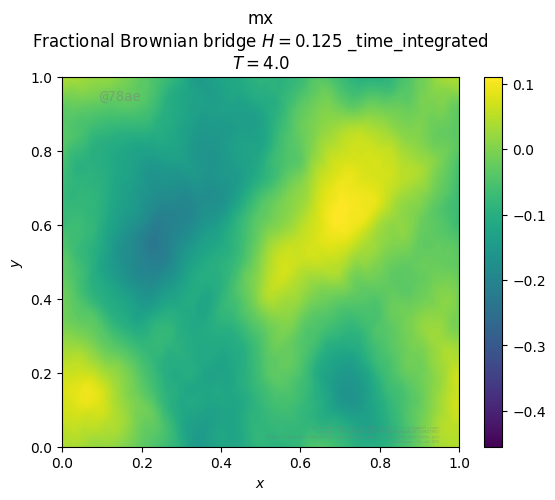 mx
Fractional Brownian bridge H = 0.125 _time_integrated
T = 4.0
1.0
@78ae
0.8
0.6
0.4
0.2
0.0
y
0.0 0.2 0.4 0.6 0.8 1.0
x
0.1
0.0
−0.1
−0.2
−0.3
−0.4